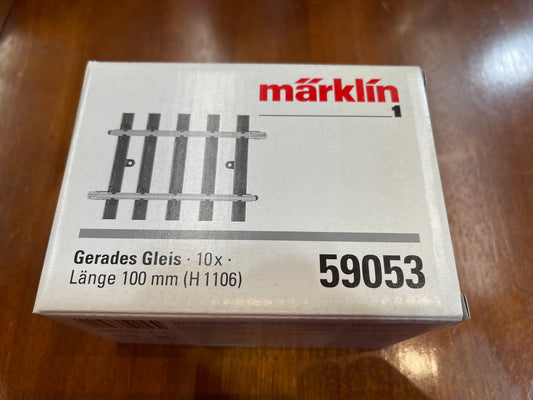 märklin
1
Gerades Gleis · 10x ·
Länge 100 mm (H1106)
59053